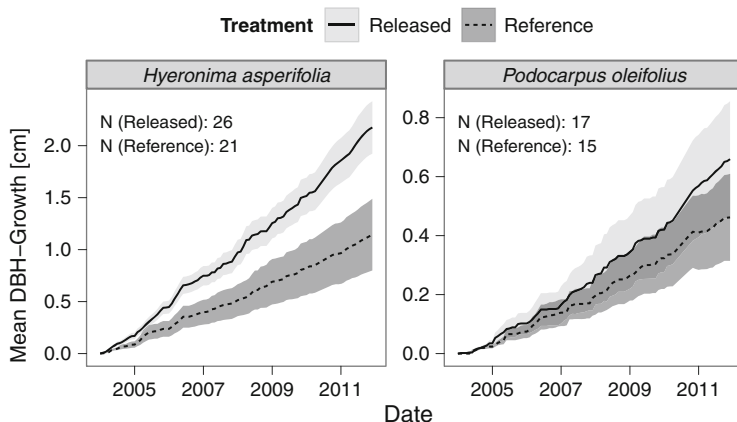 Treatment Released Reference
Hyeronima asperifolia
N (Released): 26
N (Reference): 21
Podocarpus oleifolius
N (Released): 17
N (Reference): 15
Mean DBH–Growth [cm]
2.0
1.5
1.0
0.5
0.0
0.8
0.6
0.4
0.2
0.0
2005 2007 2009 2011
2005 2007 2009 2011
Date